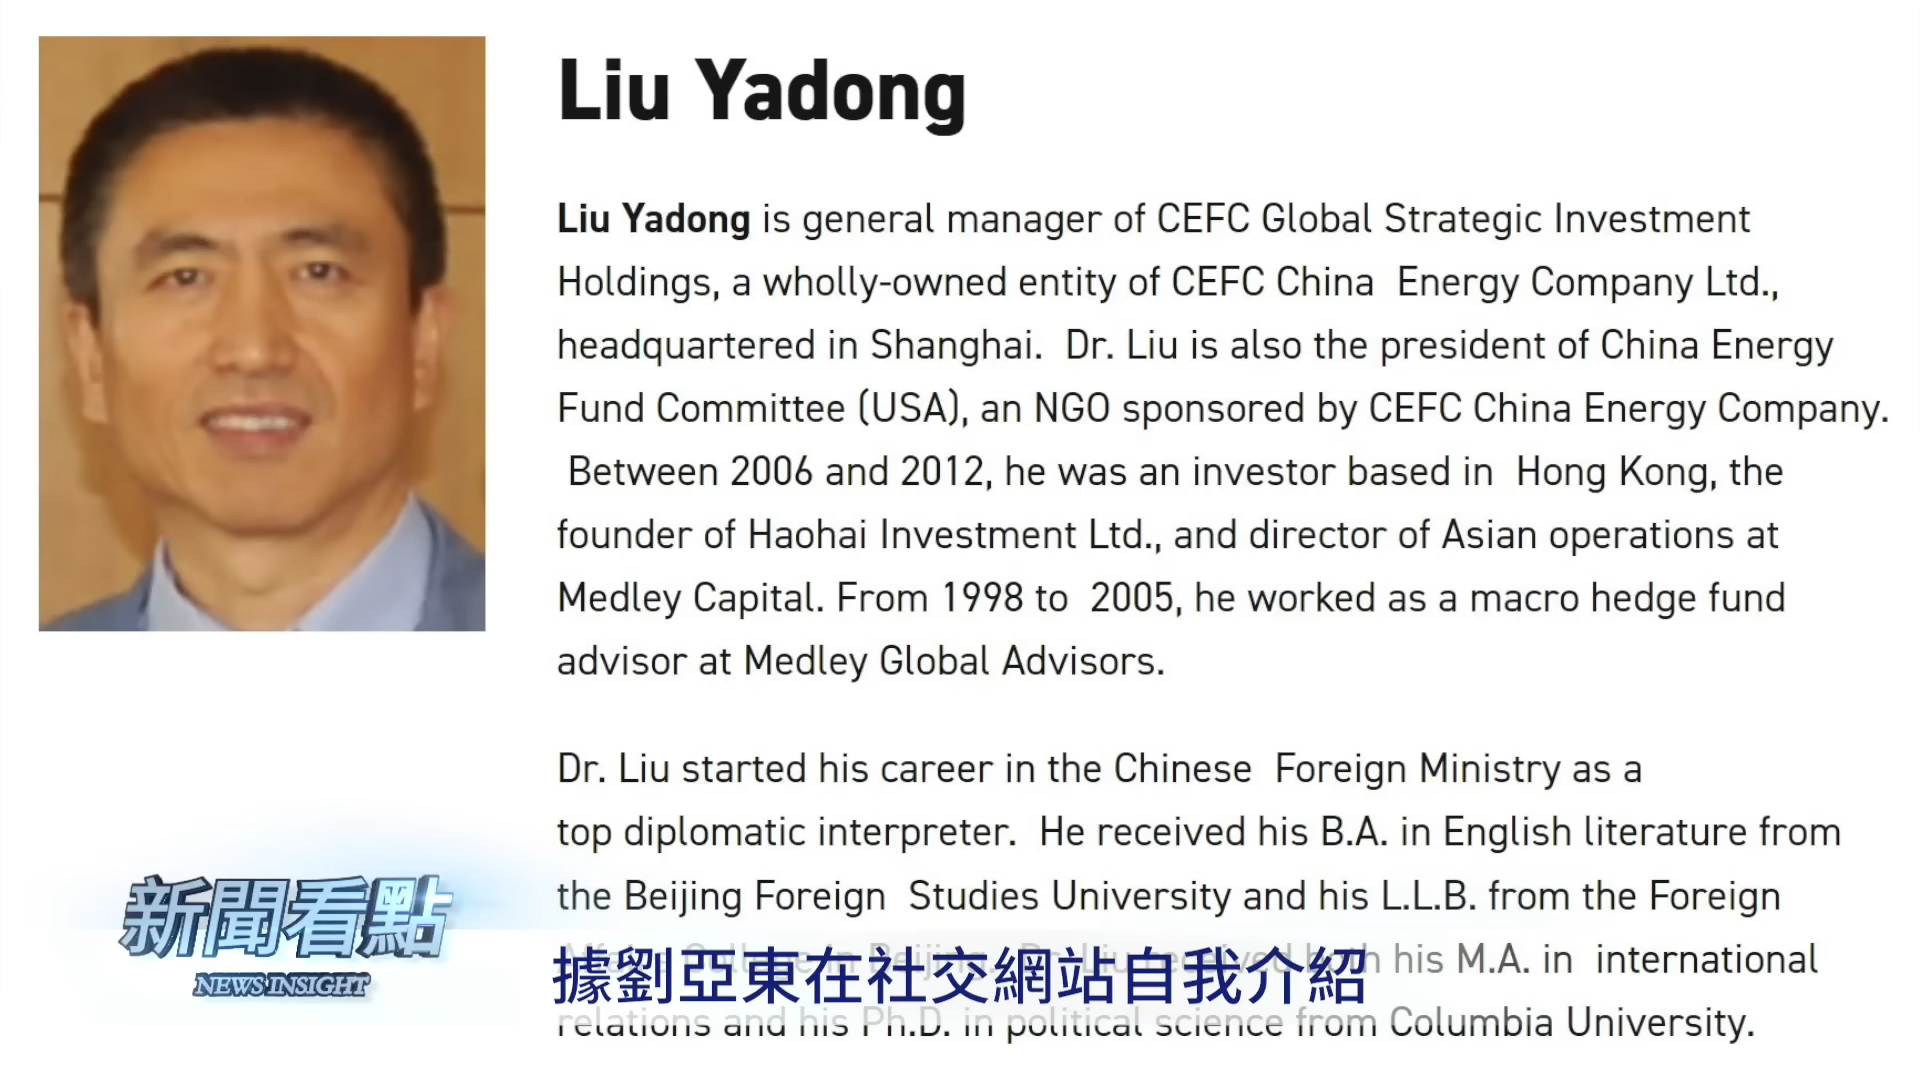 Liu Yadong
Liu Yadong is general manager of CEFC Global Strategic Investment
Holdings, a wholly-owned entity of CEFC China Energy Company Ltd.,
headquartered in Shanghai. Dr. Liu is also the president of China Energy
Fund Committee (USA), an NGO sponsored by CEFC China Energy Company.
Between 2006 and 2012, he was an investor based in Hong Kong, the
founder of Haohai Investment Ltd., and director of Asian operations at
Medley Capital. From 1998 to 2005, he worked as a macro hedge fund
advisor at Medley Global Advisors.
Dr. Liu started his career in the Chinese Foreign Ministry as a
top diplomatic interpreter. He received his B.A. in English literature from
the Beijing Foreign Studies University and his L.L.B. from the Foreign
his M.A. in international
relations and his Ph.D. in political science from Columbia University.
新聞看點
NEWS INSIGHT
據劉亞東在社交網站自我介紹